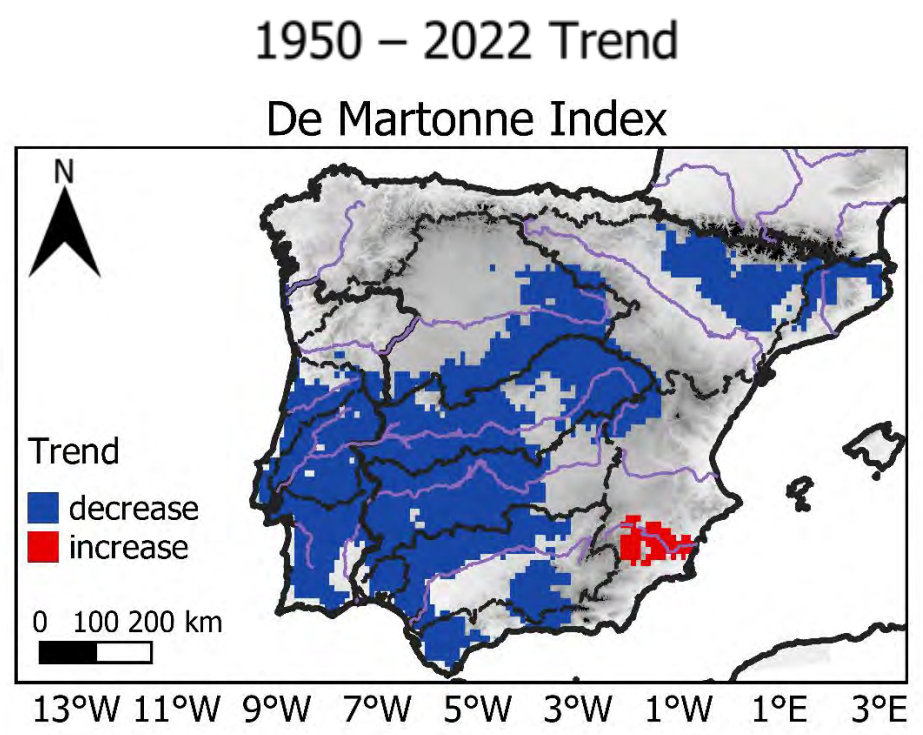 1950 – 2022 Trend
De Martonne Index
N
Trend
decrease
increase
0 100 200 km
13°W 11°W 9°W 7°W 5°W 3°W 1°W 1°E 3°E